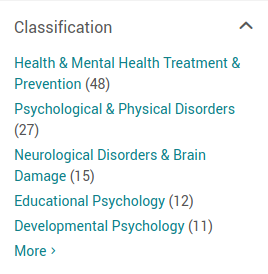 Classification
Health & Mental Health Treatment &
Prevention (48)
Psychological & Physical Disorders
(27)
Neurological Disorders & Brain
Damage (15)
Educational Psychology (12)
Developmental Psychology (11)
More ›